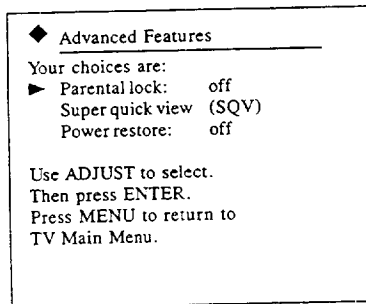 Advanced Features
Your choices are:
Parental lock: off
Super quick view (SQV)
Power restore: off
Use ADJUST to select.
Then press ENTER.
Press MENU to return to
TV Main Menu.